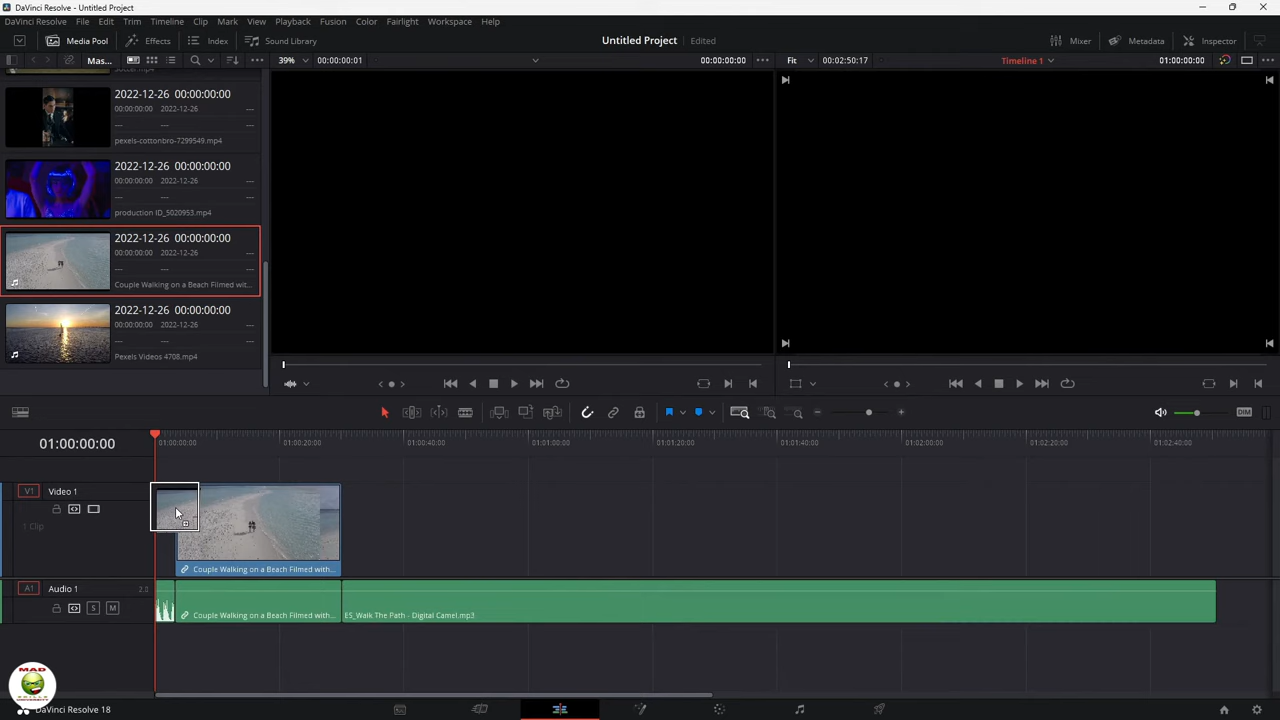 DaVinci Resolve - Untitled Project
DaVinci Resolve File Edit Trim Timeline Clip Mark View Playback Fusion Color Fairlight Workspace Help
Media Pool Effects Index Sound Library Untitled Project Edited Mixer Metadata Inspector
Mas... 39% 00:00:00:01 00:00:00:00 Fit 00:02:50:17 Timeline 1 01:00:00:00
2022-12-26 00:00:00:00
00:00:00:00 2022-12-26 ---
--- --- ---
pexels-cottonbro-7299549.mp4
2022-12-26 00:00:00:00
00:00:00:00 2022-12-26 ---
--- --- ---
production ID_5020953.mp4
2022-12-26 00:00:00:00
00:00:00:00 2022-12-26 ---
--- --- ---
Couple Walking on a Beach Filmed wit...
2022-12-26 00:00:00:00
00:00:00:00 2022-12-26 ---
--- --- ---
Pexels Videos 4708.mp4
DIM
01:00:00:00 01:00:00:00 01:00:20:00 01:00:40:00 01:01:00:00 01:01:20:00 01:01:40:00 01:02:00:00 01:02:20:00 01:02:40:00
V1 Video 1
1 Clip
Couple Walking on a Beach Filmed with...
A1 Audio 1 2.0
S M
Couple Walking on a Beach Filmed with... ES_Walk The Path - Digital Camel.mp3
MAD
SKILLZ
UNIVERSITY
DaVinci Resolve 18